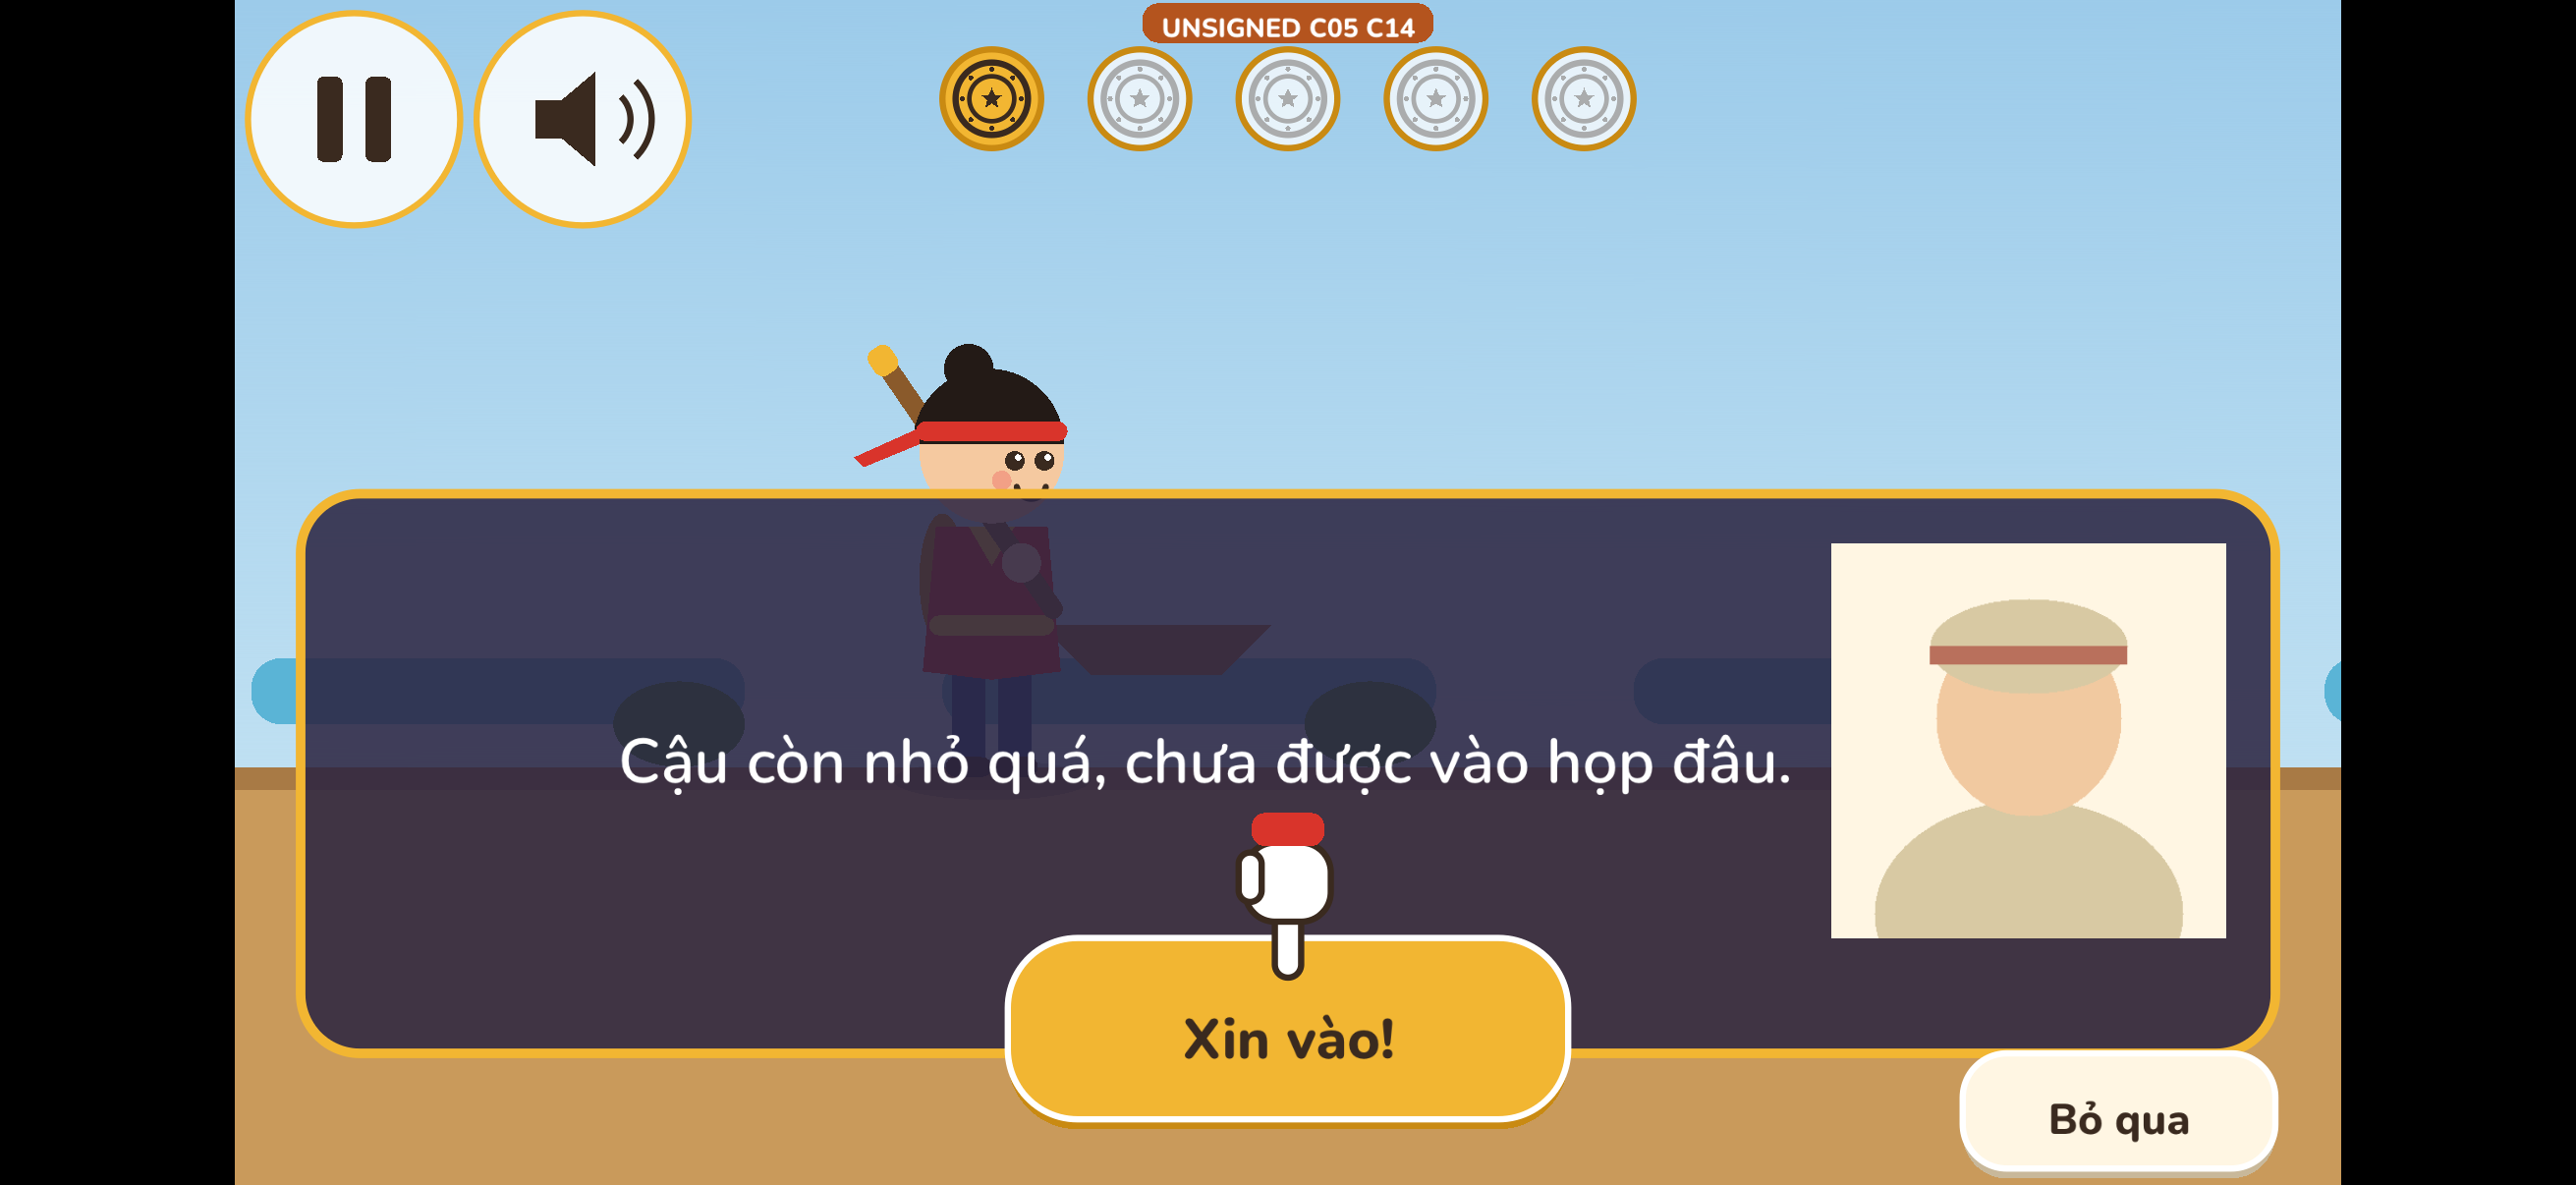 UNSIGNED C05 C14
Cậu còn nhỏ quá, chưa được vào họp đâu.
Xin vào!
Bỏ qua